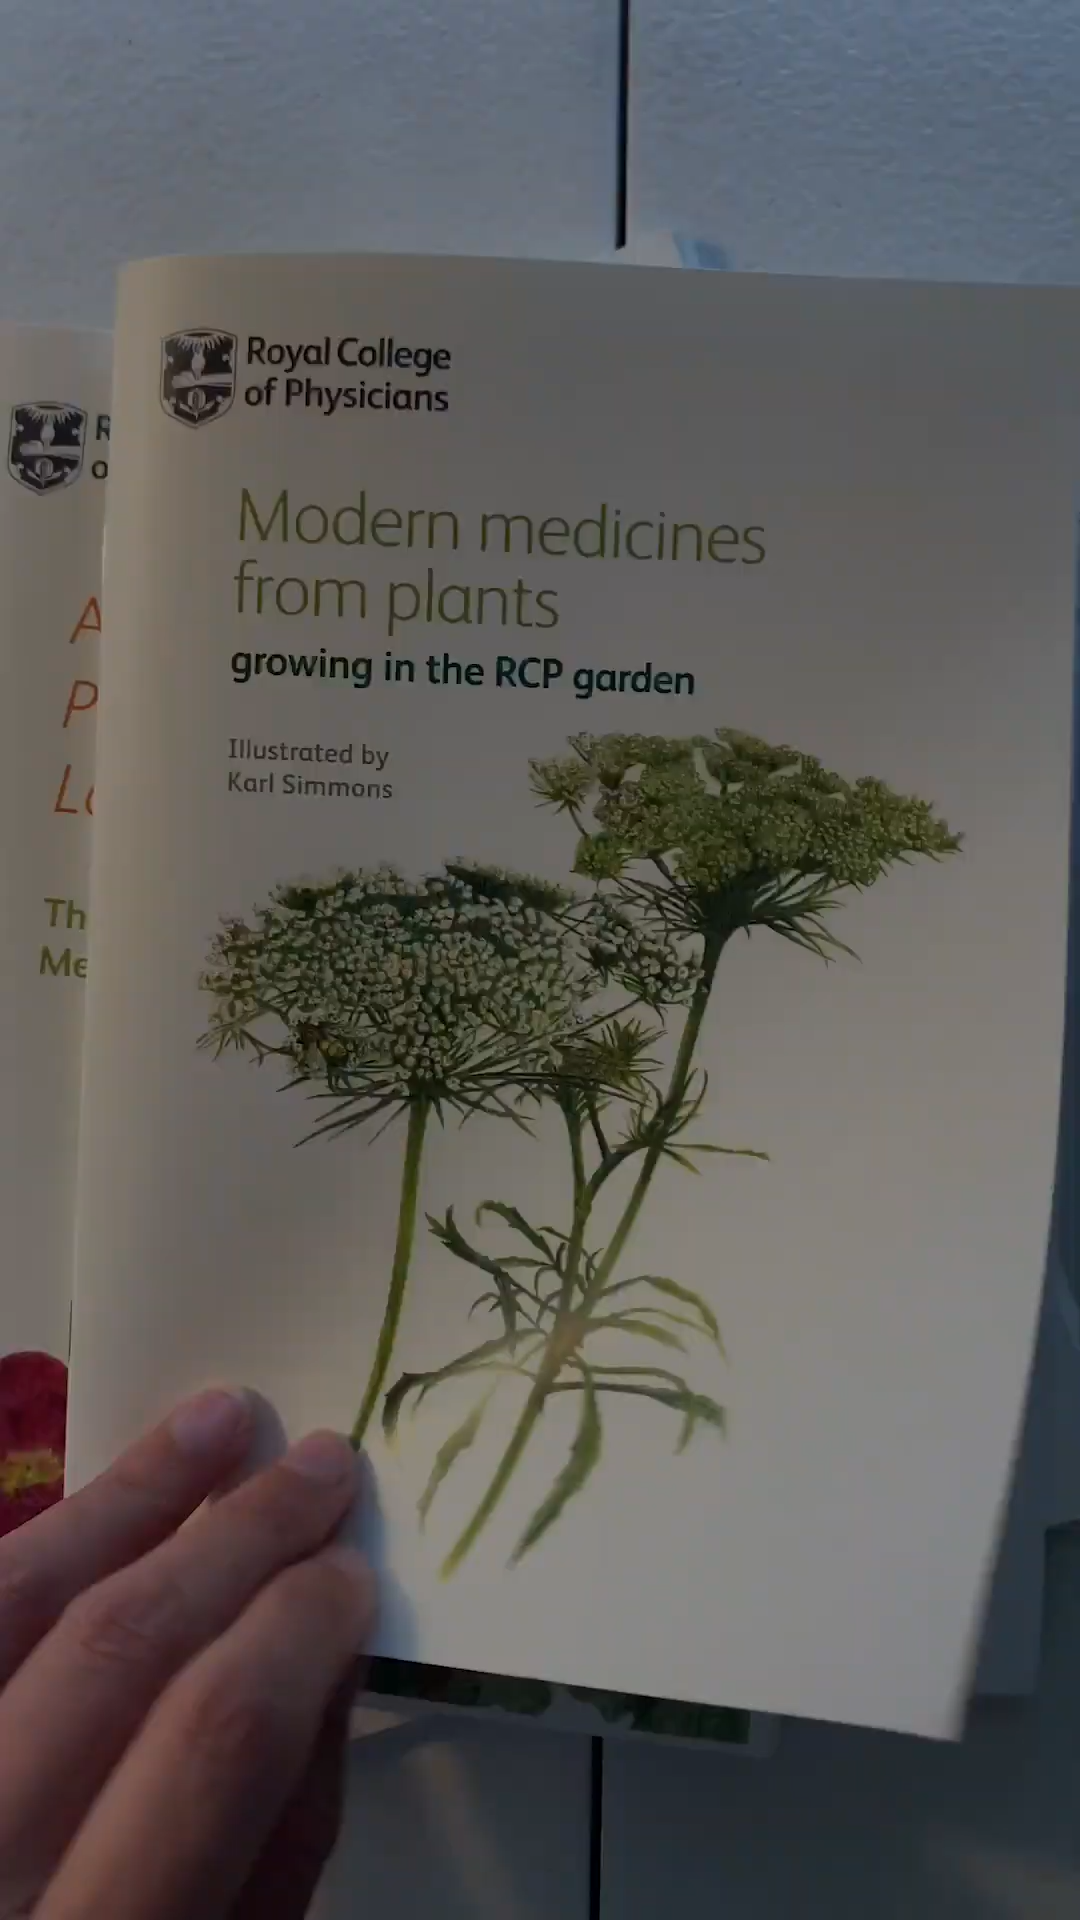 Royal College
of Physicians
Modern medicines
from plants
growing in the RCP garden
Illustrated by
Karl Simmons